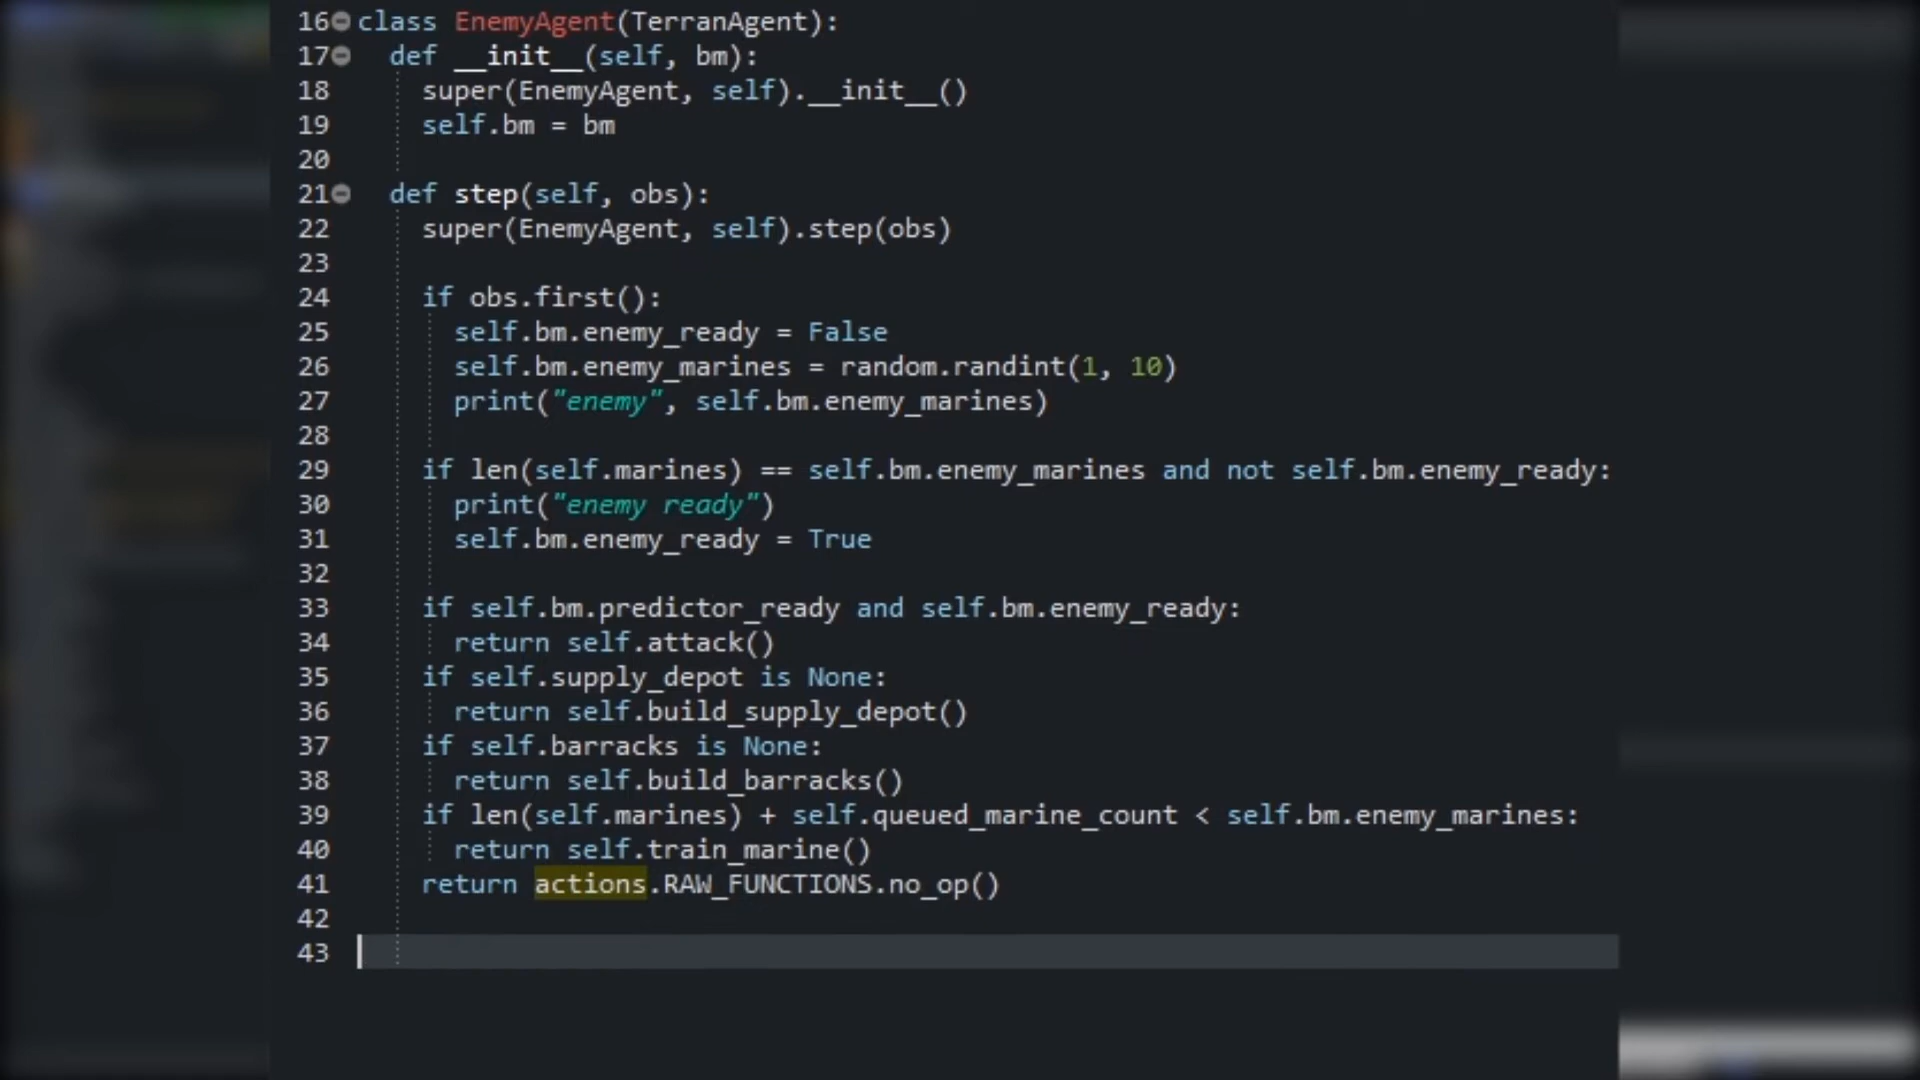 16 class EnemyAgent(TerranAgent):
17 def __init__(self, bm):
18 super(EnemyAgent, self).__init__()
19 self.bm = bm
20
21 def step(self, obs):
22 super(EnemyAgent, self).step(obs)
23
24 if obs.first():
25 self.bm.enemy_ready = False
26 self.bm.enemy_marines = random.randint(1, 10)
27 print("enemy", self.bm.enemy_marines)
28
29 if len(self.marines) == self.bm.enemy_marines and not self.bm.enemy_ready:
30 print("enemy ready")
31 self.bm.enemy_ready = True
32
33 if self.bm.predictor_ready and self.bm.enemy_ready:
34 return self.attack()
35 if self.supply_depot is None:
36 return self.build_supply_depot()
37 if self.barracks is None:
38 return self.build_barracks()
39 if len(self.marines) + self.queued_marine_count < self.bm.enemy_marines:
40 return self.train_marine()
41 return actions.RAW_FUNCTIONS.no_op()
42
43